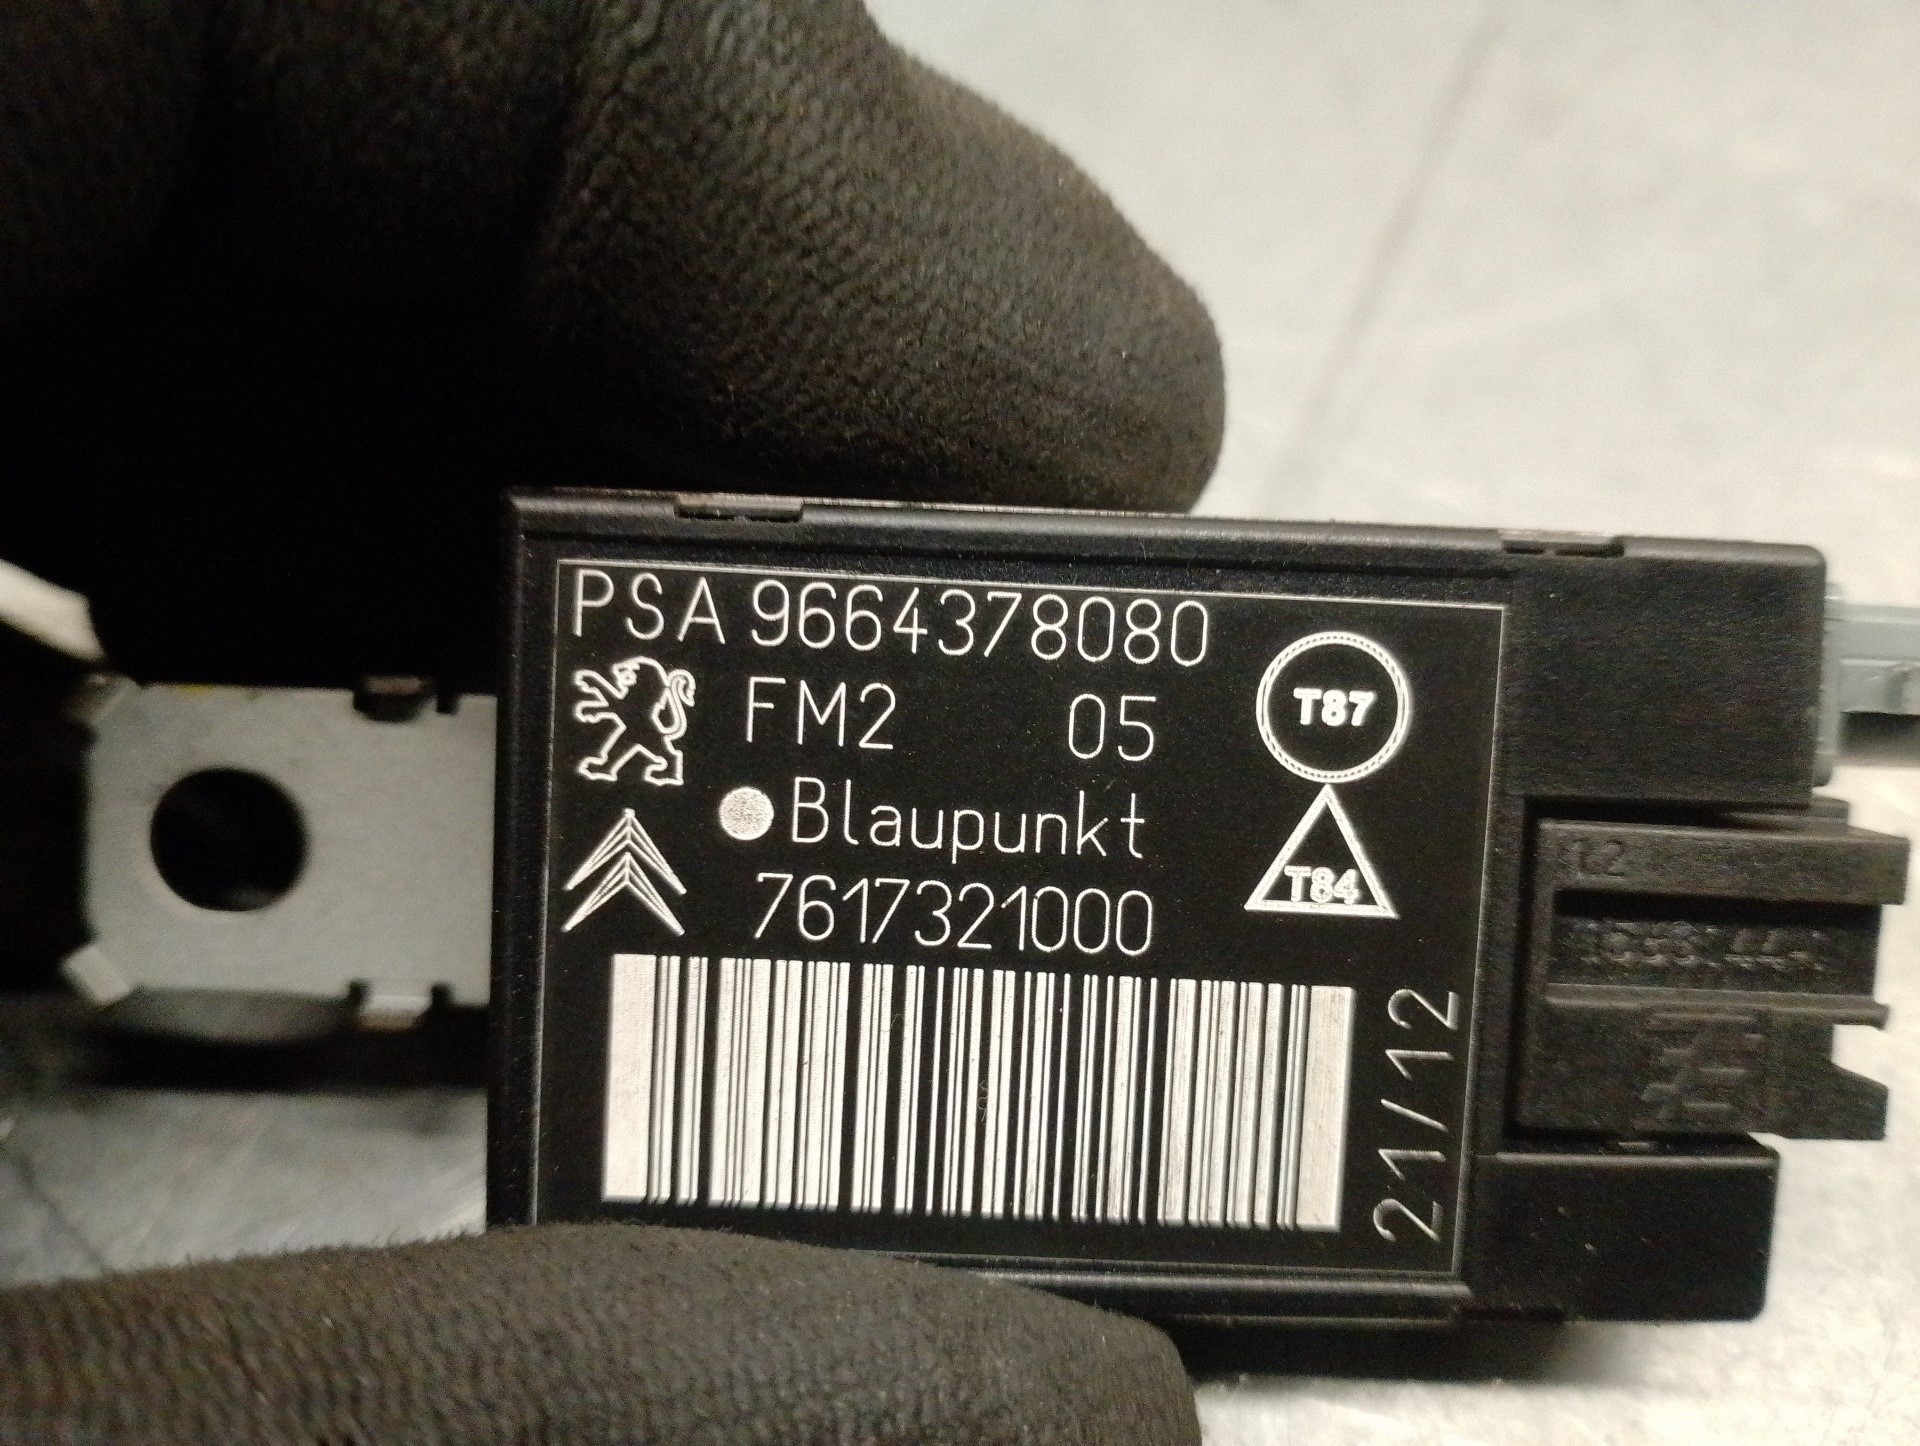 PSA 9664378080
FM2 05
T87
Blaupunkt
T84
7617321000
21/12
12